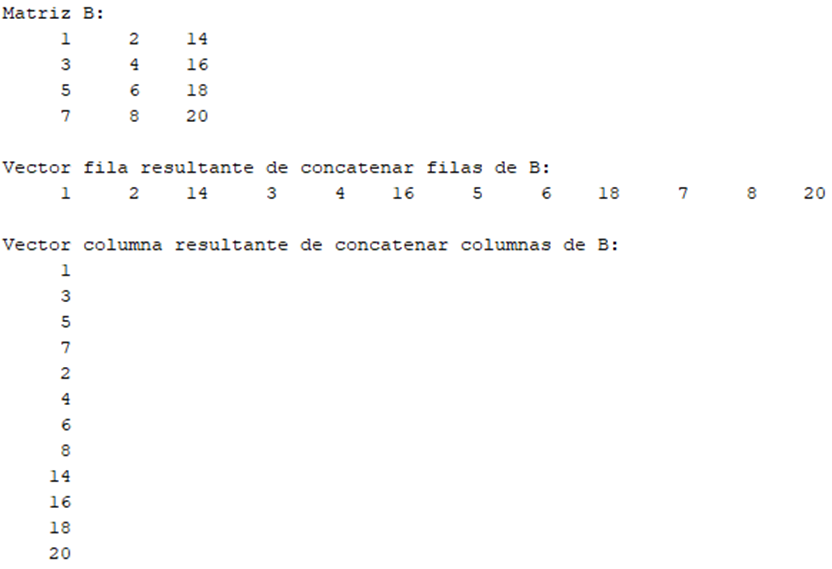 Matriz B:
1 2 14
3 4 16
5 6 18
7 8 20
Vector fila resultante de concatenar filas de B:
1 2 14 3 4 16 5 6 18 7 8 20
Vector columna resultante de concatenar columnas de B:
1
3
5
7
2
4
6
8
14
16
18
20